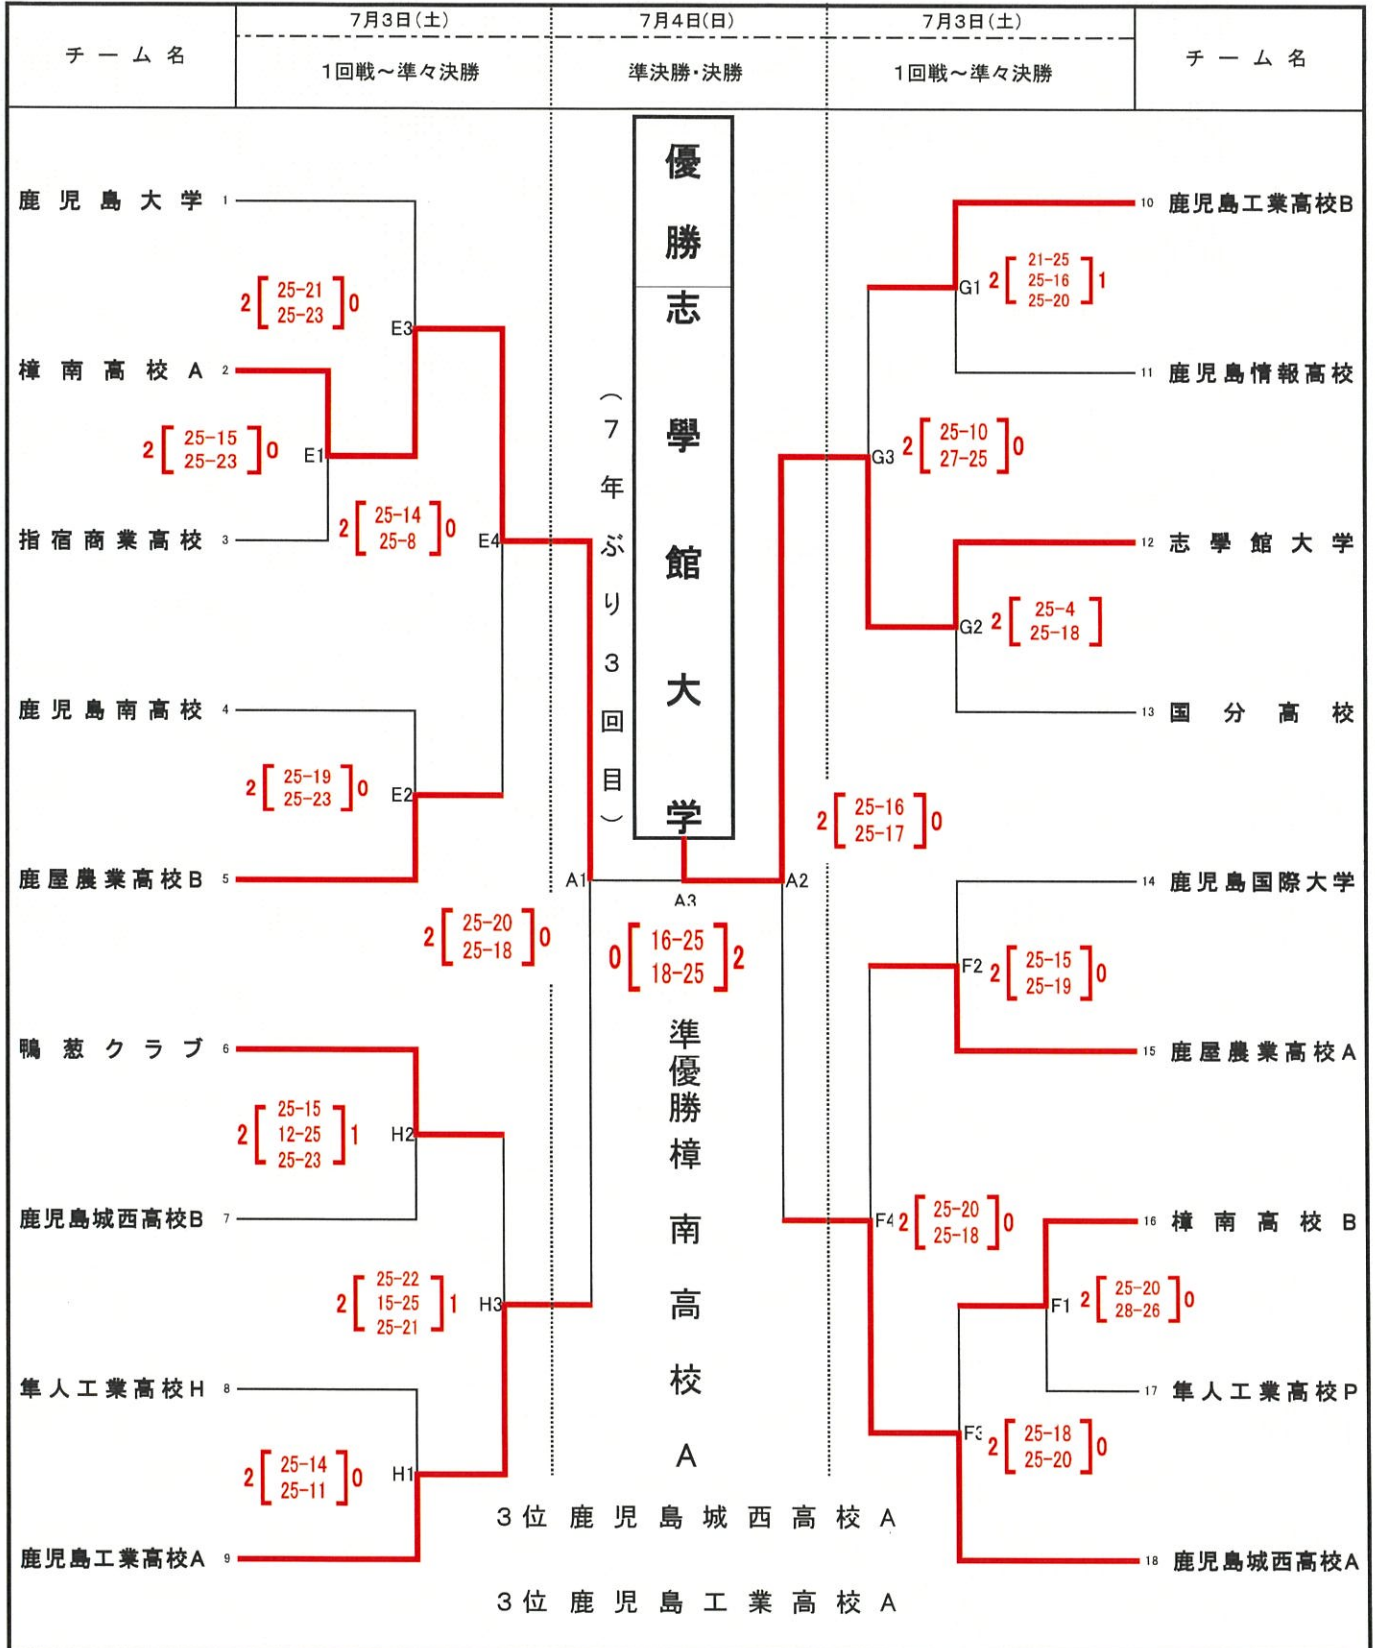 チーム名
7月3日(土)
1回戦～準々決勝
7月4日(日)
準決勝・決勝
7月3日(土)
1回戦～準々決勝
チーム名
優勝
志學館大学
(7年ぶり3回目)
鹿児島大学 1
2 [25-21 25-23] 0
E3
樟南高校A 2
2 [25-15 25-23] 0
E1
指宿商業高校 3
2 [25-14 25-8] 0
E4
鹿児島南高校 4
2 [25-19 25-23] 0
E2
鹿屋農業高校B 5
A1
2 [25-20 25-18] 0
鴨葱クラブ 6
2 [25-15 12-25 25-23] 1
H2
鹿児島城西高校B 7
2 [25-22 15-25 25-21] 1
H3
隼人工業高校H 8
2 [25-14 25-11] 0
H1
鹿児島工業高校A 9
A3
0 [16-25 18-25] 2
準優勝
樟南高校A
3位鹿児島城西高校A
3位鹿児島工業高校A
10 鹿児島工業高校B
G1
2 [21-25 25-16 25-20] 1
11 鹿児島情報高校
G3
2 [25-10 27-25] 0
12 志學館大学
G2
2 [25-4 25-18]
13 国分高校
2 [25-16 25-17] 0
A2
14 鹿児島国際大学
F2
2 [25-15 25-19] 0
15 鹿屋農業高校A
F4
2 [25-20 25-18] 0
16 樟南高校B
F1
2 [25-20 28-26] 0
17 隼人工業高校P
F3
2 [25-18 25-20] 0
18 鹿児島城西高校A